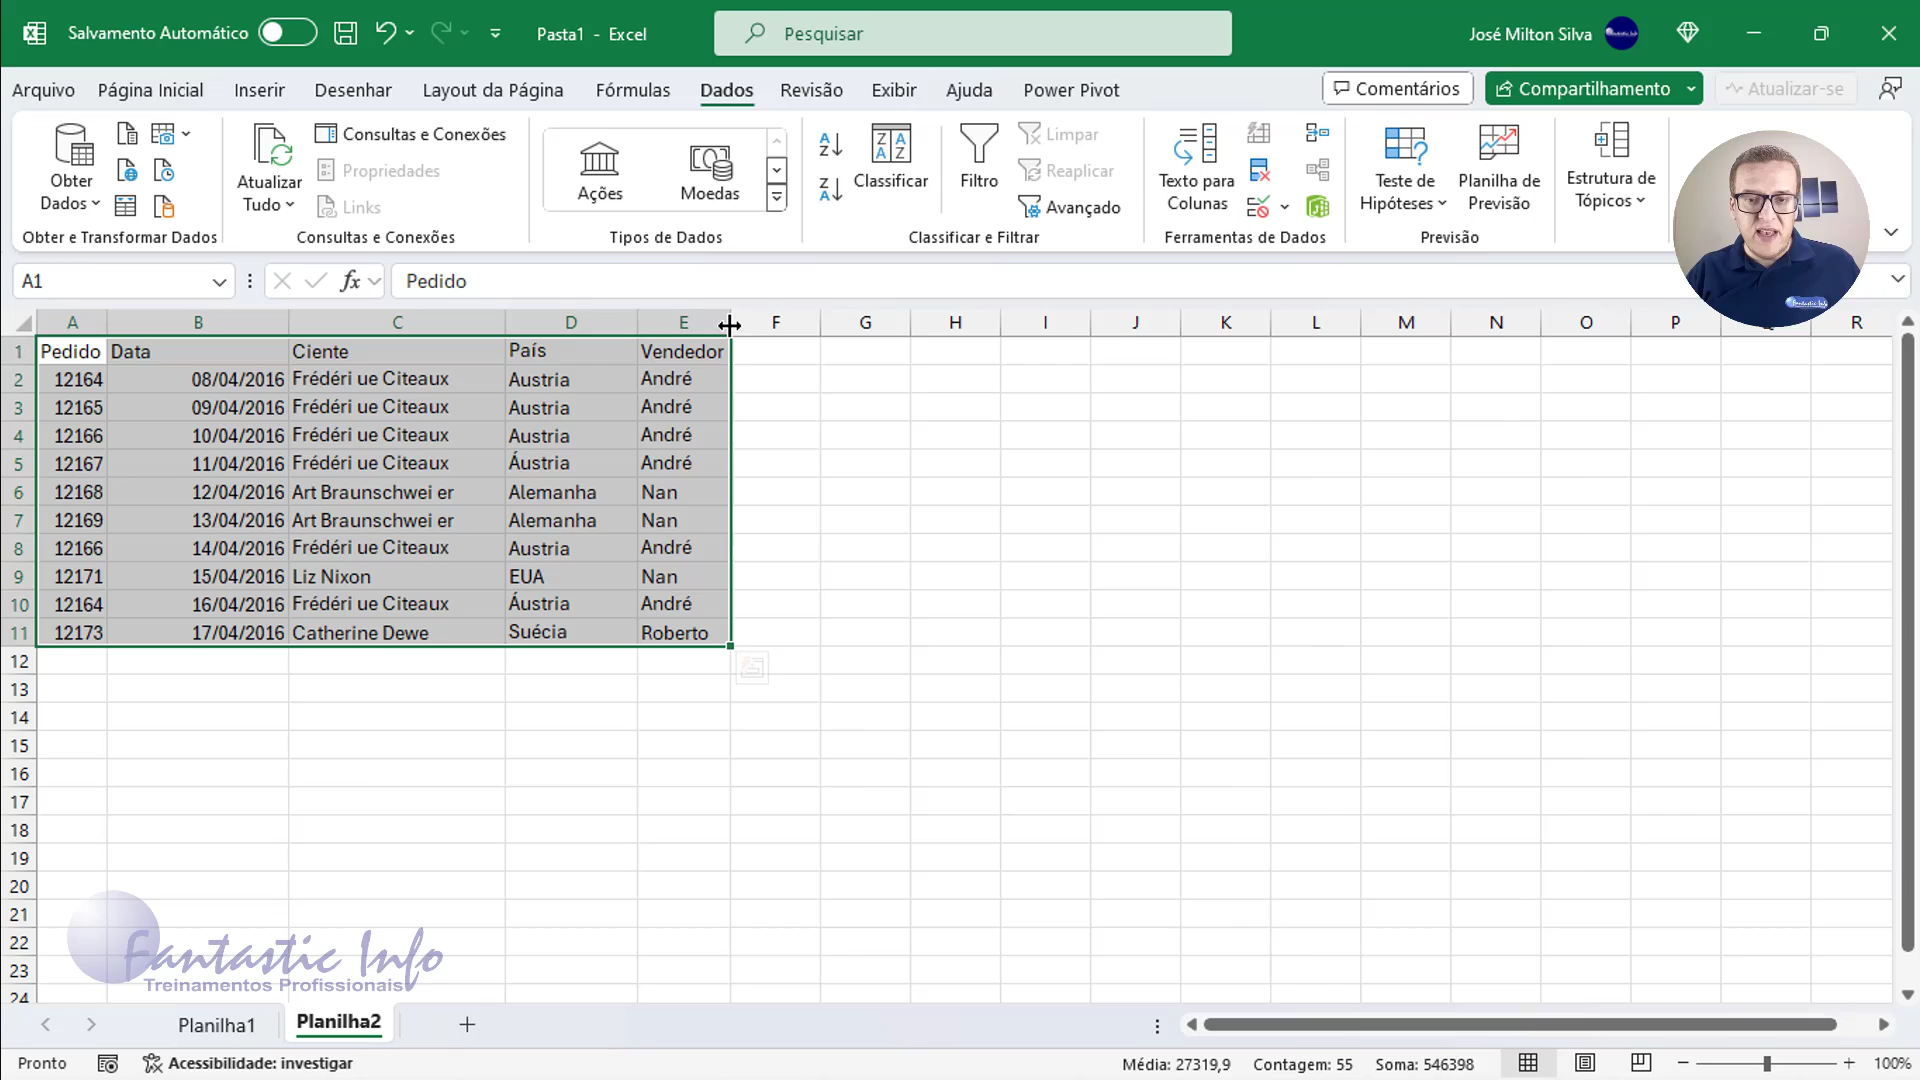 Salvamento Automático
Pasta1 - Excel
Pesquisar
José Milton Silva
Arquivo Página Inicial Inserir Desenhar Layout da Página Fórmulas Dados Revisão Exibir Ajuda Power Pivot
Comentários
Compartilhamento
Atualizar-se
Obter Dados
Obter e Transformar Dados
Atualizar Tudo
Consultas e Conexões
Propriedades
Links
Consultas e Conexões
Ações
Moedas
Tipos de Dados
Classificar
Filtro
Limpar
Reaplicar
Avançado
Classificar e Filtrar
Texto para Colunas
Ferramentas de Dados
Teste de Hipóteses
Planilha de Previsão
Previsão
Estrutura de Tópicos
A1
fx
Pedido
A B C D E F G H I J K L M N O P Q R
1 Pedido Data Ciente País Vendedor
2 12164 08/04/2016 Frédéri ue Citeaux Austria André
3 12165 09/04/2016 Frédéri ue Citeaux Austria André
4 12166 10/04/2016 Frédéri ue Citeaux Austria André
5 12167 11/04/2016 Frédéri ue Citeaux Áustria André
6 12168 12/04/2016 Art Braunschwei er Alemanha Nan
7 12169 13/04/2016 Art Braunschwei er Alemanha Nan
8 12166 14/04/2016 Frédéri ue Citeaux Austria André
9 12171 15/04/2016 Liz Nixon EUA Nan
10 12164 16/04/2016 Frédéri ue Citeaux Áustria André
11 12173 17/04/2016 Catherine Dewe Suécia Roberto
12
13
14
15
16
17
18
19
20
21
22
23
24
Fantastic Info
Treinamentos Profissionais
Planilha1 Planilha2
Pronto
Acessibilidade: investigar
Média: 27319,9 Contagem: 55 Soma: 546398
100%